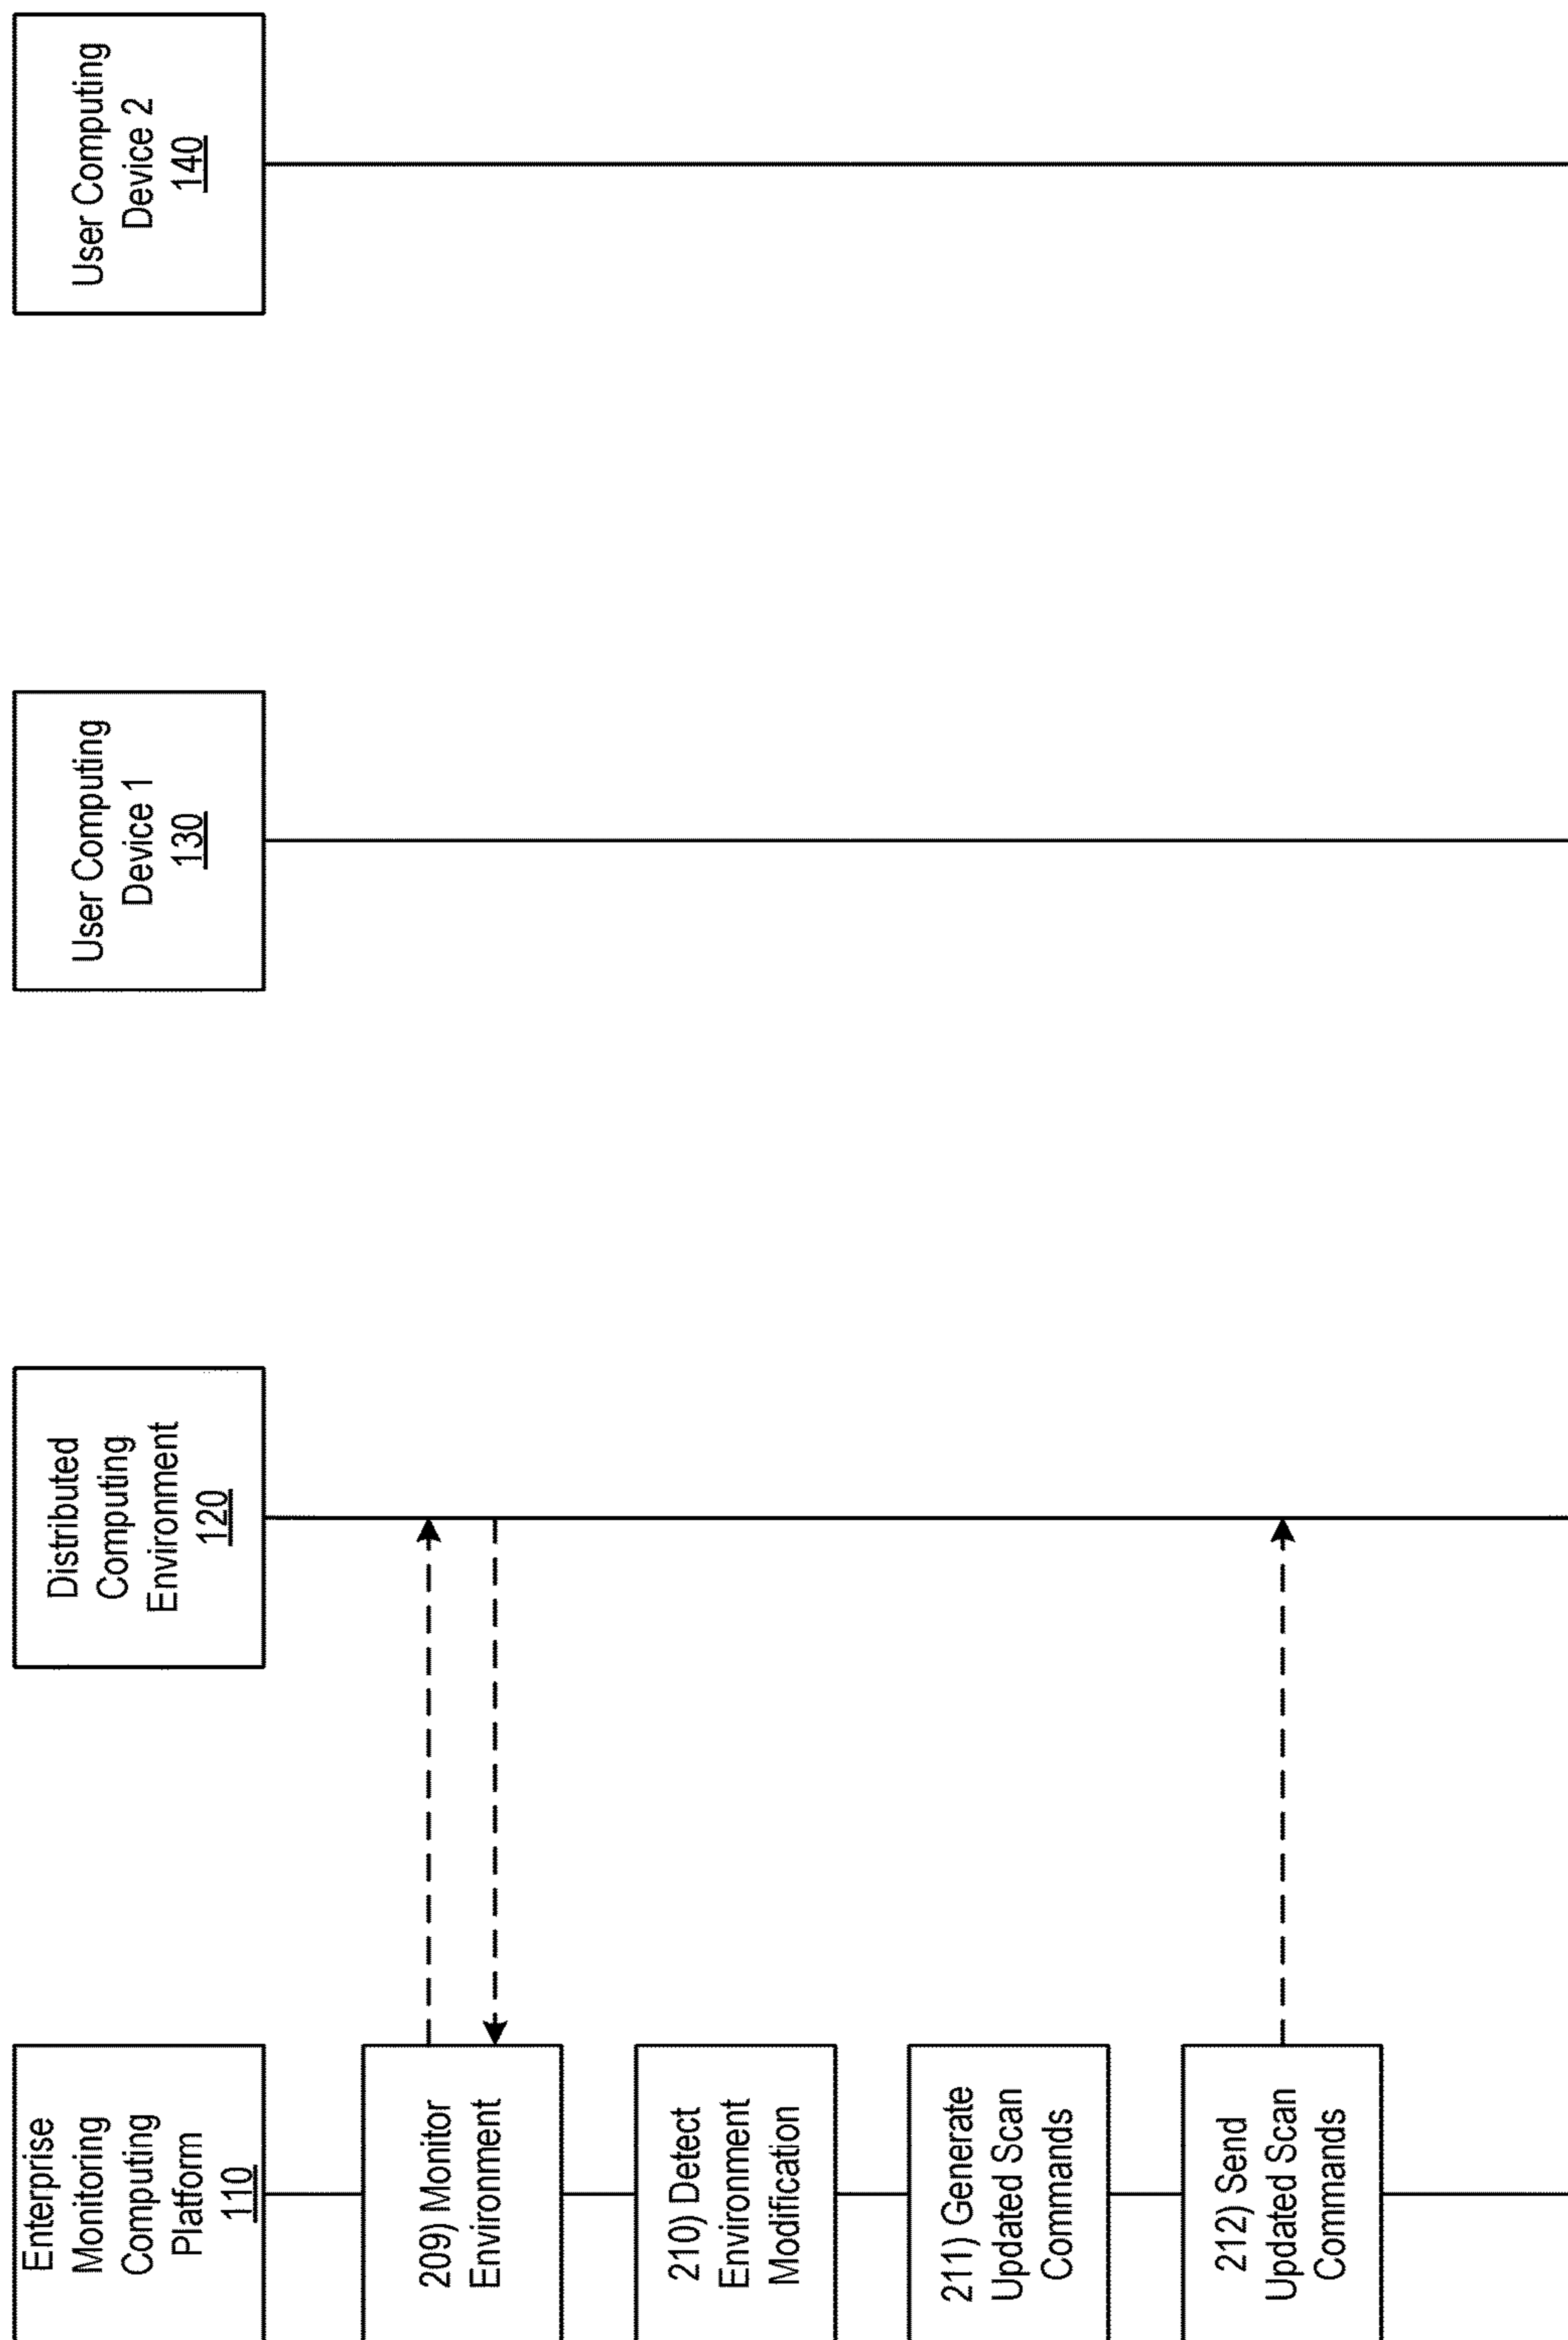 Enterprise
Monitoring
Computing
Platform
110
Distributed
Computing
Environment
120
User Computing
Device 1
130
User Computing
Device 2
140
209) Monitor
Environment
210) Detect
Environment
Modification
211) Generate
Updated Scan
Commands
212) Send
Updated Scan
Commands